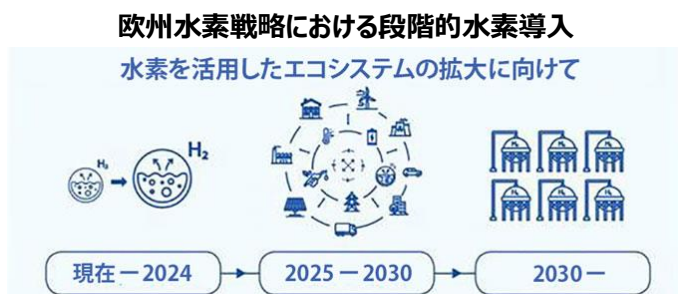 欧州水素戦略における段階的水素導入
水素を活用したエコシステムの拡大に向けて
H₂
H₂
現在ー2024
2025ー2030
2030ー